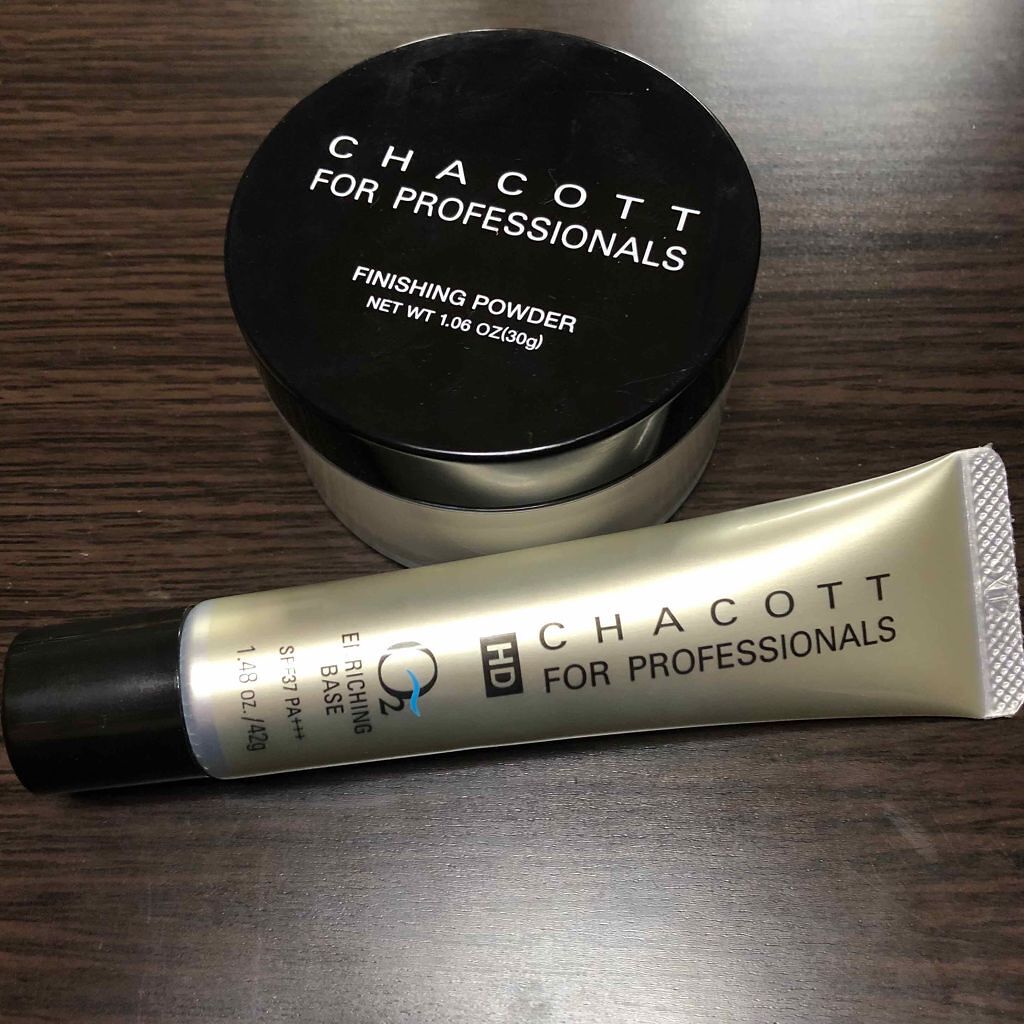 CHACOTT
FOR PROFESSIONALS
FINISHING POWDER
NET WT 1.06 OZ(30g)
HD
CHACOTT
FOR PROFESSIONALS
O2
ENRICHING
BASE
SPF37 PA+++
1.48 oz./42g